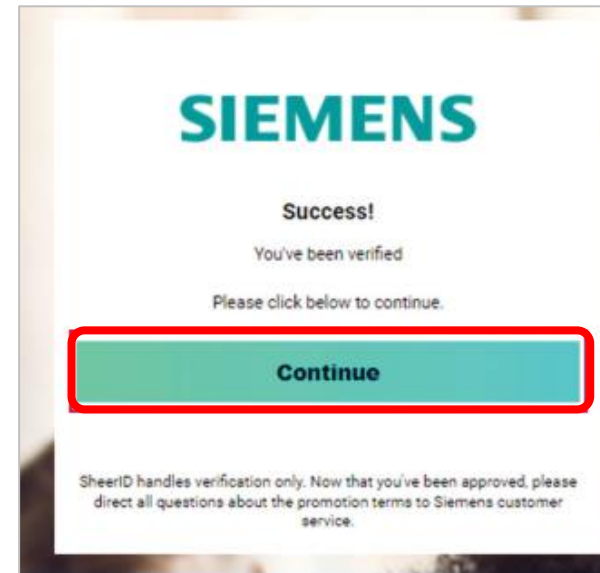 SIEMENS
Success!
You've been verified
Please click below to continue.
Continue
SheerID handles verification only. Now that you've been approved, please
direct all questions about the promotion terms to Siemens customer
service.